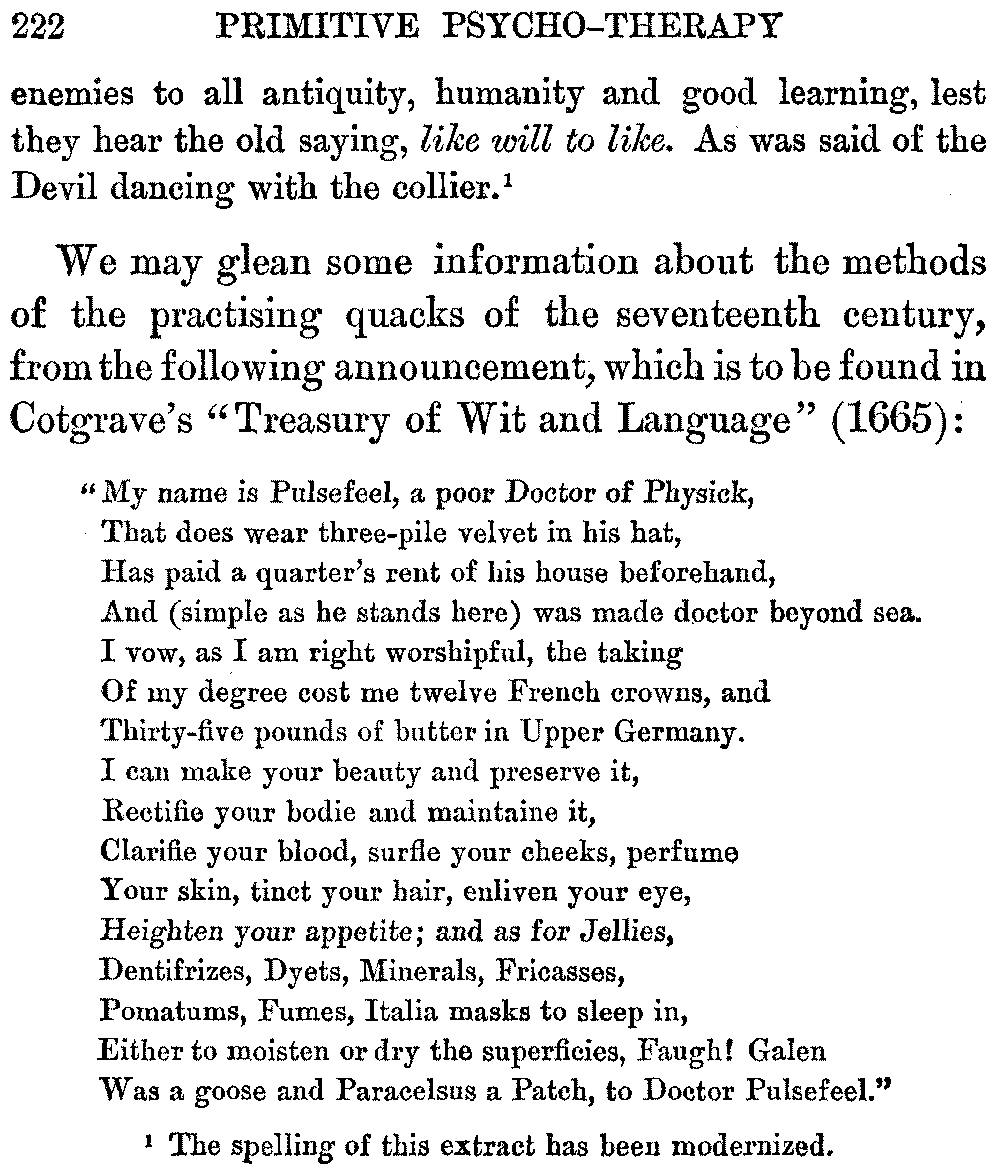 222 PRIMITIVE PSYCHO-THERAPY
enemies to all antiquity, humanity and good learning, lest
they hear the old saying, like will to like. As was said of the
Devil dancing with the collier.¹
We may glean some information about the methods
of the practising quacks of the seventeenth century,
from the following announcement, which is to be found in
Cotgrave's “Treasury of Wit and Language” (1665):
“My name is Pulsefeel, a poor Doctor of Physick,
That does wear three-pile velvet in his hat,
Has paid a quarter's rent of his house beforehand,
And (simple as he stands here) was made doctor beyond sea.
I vow, as I am right worshipful, the taking
Of my degree cost me twelve French crowns, and
Thirty-five pounds of butter in Upper Germany.
I can make your beauty and preserve it,
Rectifie your bodie and maintaine it,
Clarifie your blood, surfle your cheeks, perfume
Your skin, tinct your hair, enliven your eye,
Heighten your appetite; and as for Jellies,
Dentifrizes, Dyets, Minerals, Fricasses,
Pomatums, Fumes, Italia masks to sleep in,
Either to moisten or dry the superficies, Faugh! Galen
Was a goose and Paracelsus a Patch, to Doctor Pulsefeel.”
¹ The spelling of this extract has been modernized.